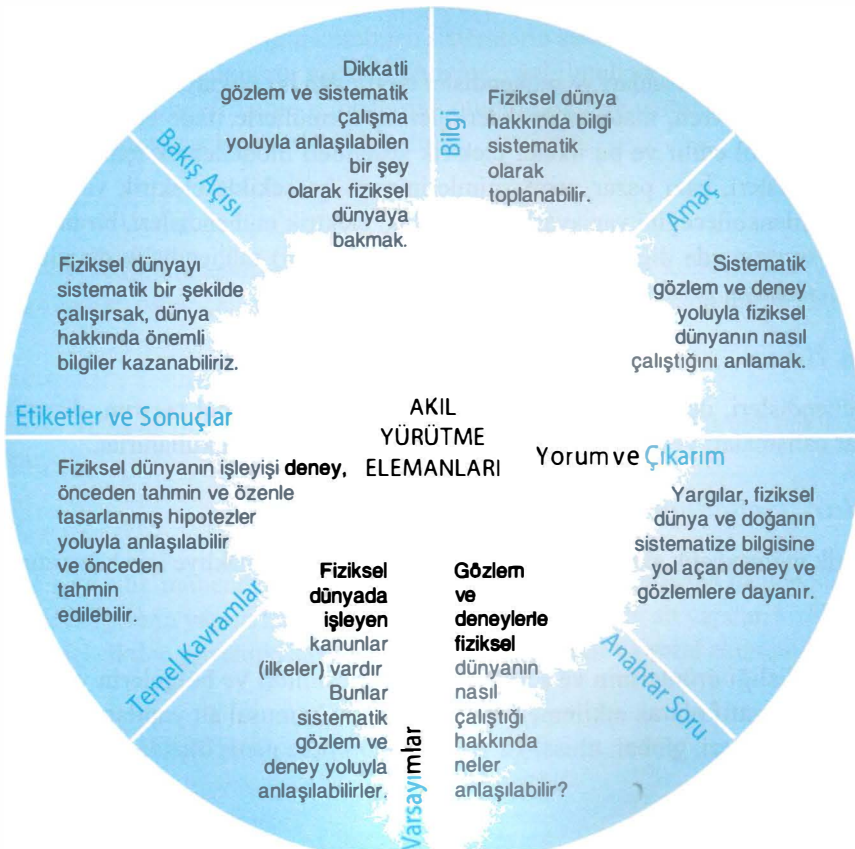 Bakış Açısı
Dikkatli
gözlem ve sistematik
çalışma
yoluyla anlaşılabilen
bir şey
olarak fiziksel
dünyaya
bakmak.
Bilgi
Fiziksel dünya
hakkında bilgi
sistematik
olarak
toplanabilir.
Amaç
Sistematik
gözlem ve deney
yoluyla fiziksel
dünyanın nasıl
çalıştığını anlamak.
Fiziksel dünyayı
sistematik bir şekilde
çalışırsak, dünya
hakkında önemli
bilgiler kazanabiliriz.
Etiketler ve Sonuçlar
AKIL
YÜRÜTME
ELEMANLARI
Yorum ve Çıkarım
Yargılar, fiziksel
dünya ve doğanın
sistematize bilgisine
yol açan deney ve
gözlemlere dayanır.
Fiziksel dünyanın işleyişi deney,
önceden tahmin ve özenle
tasarlanmış hipotezler
yoluyla anlaşılabilir
ve önceden
tahmin
edilebilir.
Temel Kavramlar
Fiziksel
dünyada
işleyen
kanunlar
(ilkeler) vardır
Bunlar
sistematik
gözlem ve
deney yoluyla
anlaşılabilirler.
Varsayımlar
Gözlem
ve
deneylerle
fiziksel
dünyanın
nasıl
çalıştığı
hakkında
neler
anlaşılabilir?
Anahtar Soru